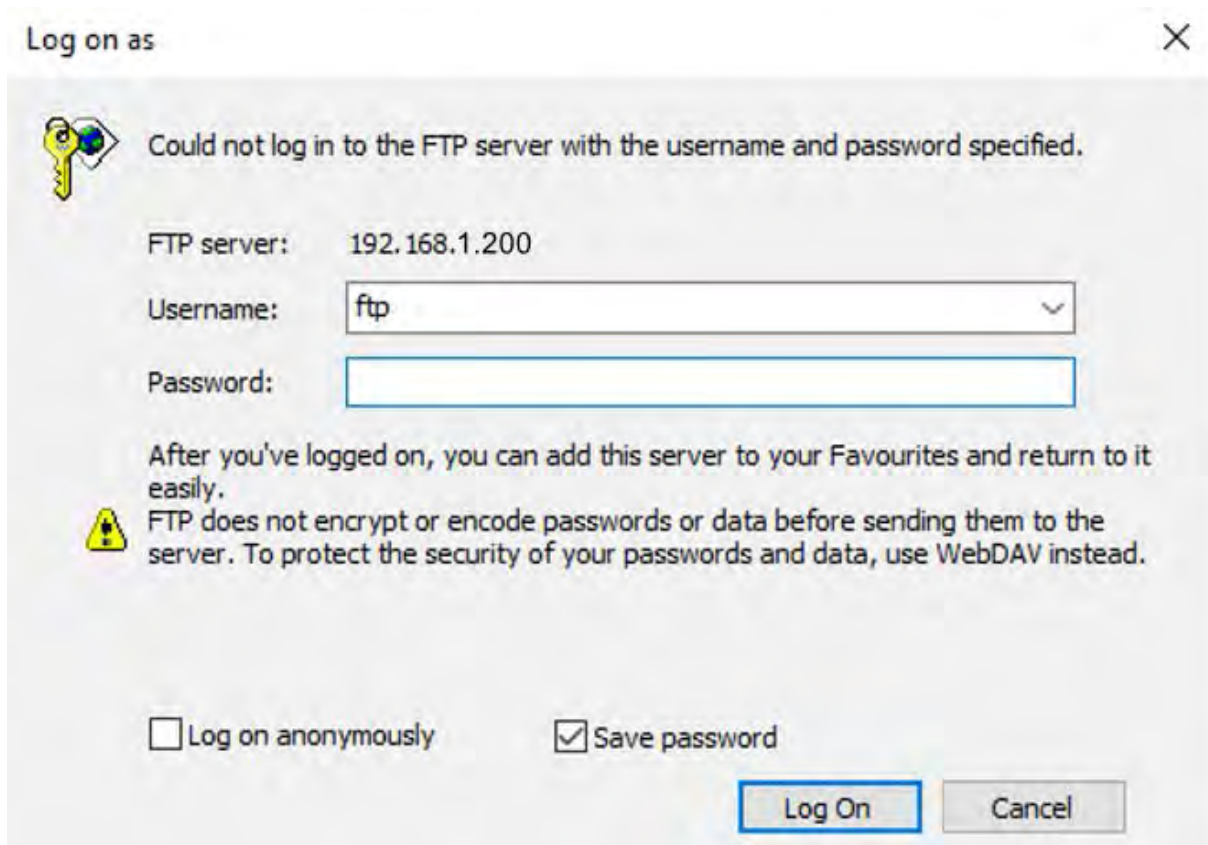 Log on as
Could not log in to the FTP server with the username and password specified.
FTP server: 192.168.1.200
Username: ftp
Password:
After you've logged on, you can add this server to your Favourites and return to it
easily.
FTP does not encrypt or encode passwords or data before sending them to the
server. To protect the security of your passwords and data, use WebDAV instead.
Log on anonymously Save password
Log On Cancel